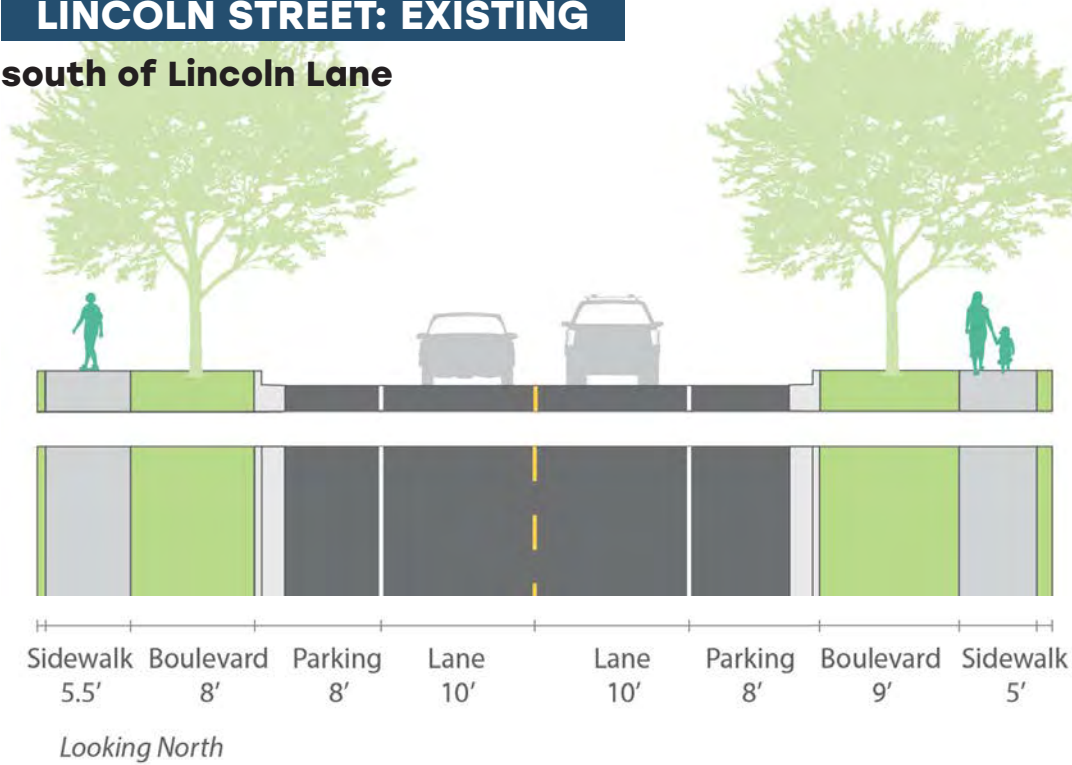 LINCOLN STREET: EXISTING
south of Lincoln Lane
Sidewalk Boulevard Parking Lane Lane Parking Boulevard Sidewalk
5.5’ 8’ 8’ 10’ 10’ 8’ 9’ 5’
Looking North